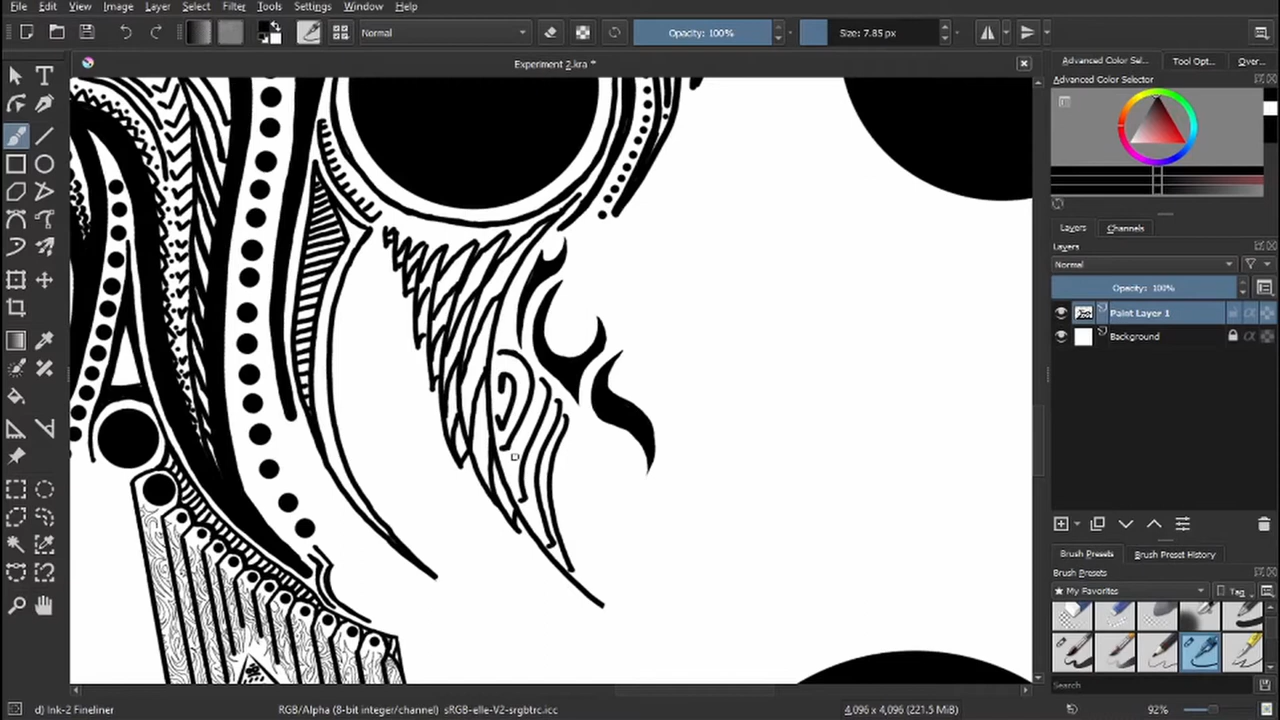 File Edit View Image Layer Select Filter Tools Settings Window Help
Normal Opacity: 100% Size: 7.85 px
Experiment 2.kra * Advanced Color Sel... Tool Opt... Over...
Advanced Color Selector
Layers Channels
Layers
Normal
Opacity: 100%
Paint Layer 1
Background
Brush Presets Brush Preset History
Brush Presets
★ My Favorites Tag
Search
d) Ink-2 Fineliner RGB/Alpha (8-bit integer/channel) sRGB-elle-V2-srgbtrc.icc 4,096 x 4,096 (221.5 MiB) 92%